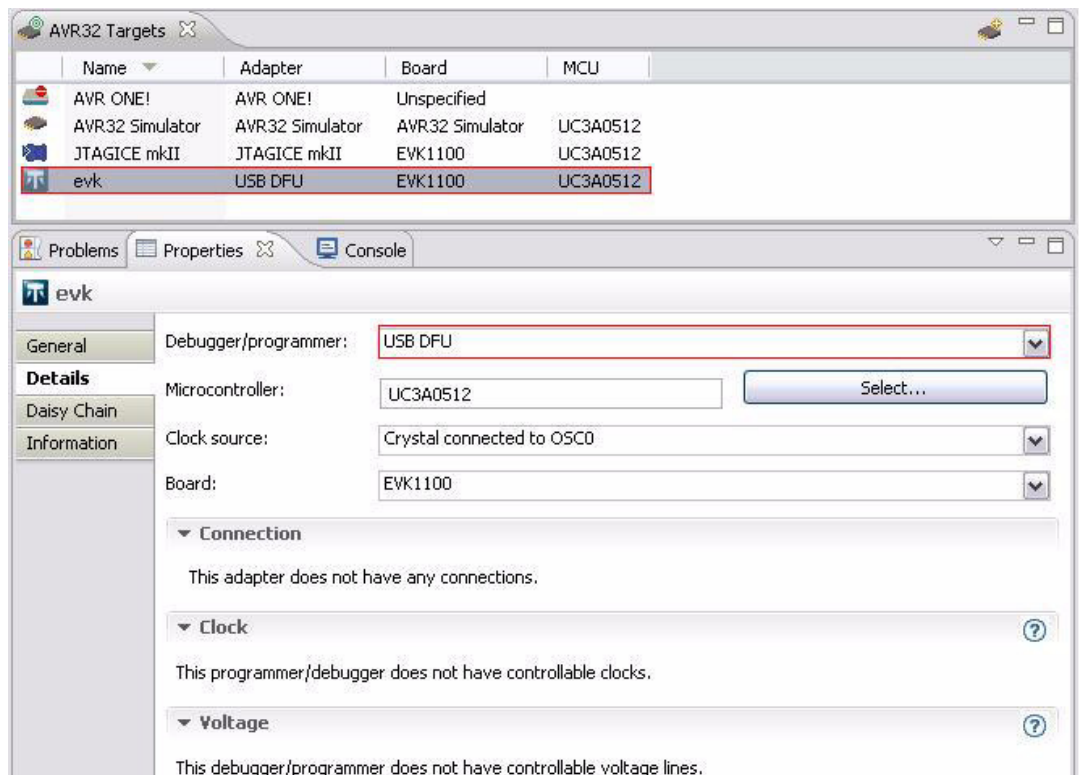 AVR32 Targets
Name Adapter Board MCU
AVR ONE! AVR ONE! Unspecified
AVR32 Simulator AVR32 Simulator AVR32 Simulator UC3A0512
JTAGICE mkII JTAGICE mkII EVK1100 UC3A0512
evk USB DFU EVK1100 UC3A0512
Problems Properties Console
evk
General
Details
Daisy Chain
Information
Debugger/programmer: USB DFU
Microcontroller: UC3A0512 Select...
Clock source: Crystal connected to OSC0
Board: EVK1100
Connection
This adapter does not have any connections.
Clock
This programmer/debugger does not have controllable clocks.
Voltage
This debugger/programmer does not have controllable voltage lines.